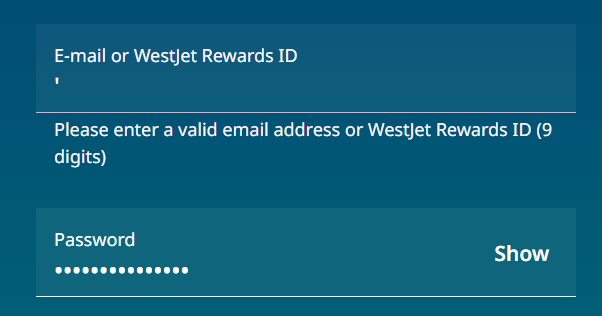 E-mail or WestJet Rewards ID
'
Please enter a valid email address or WestJet Rewards ID (9
digits)
Password
•••••••••••••••
Show